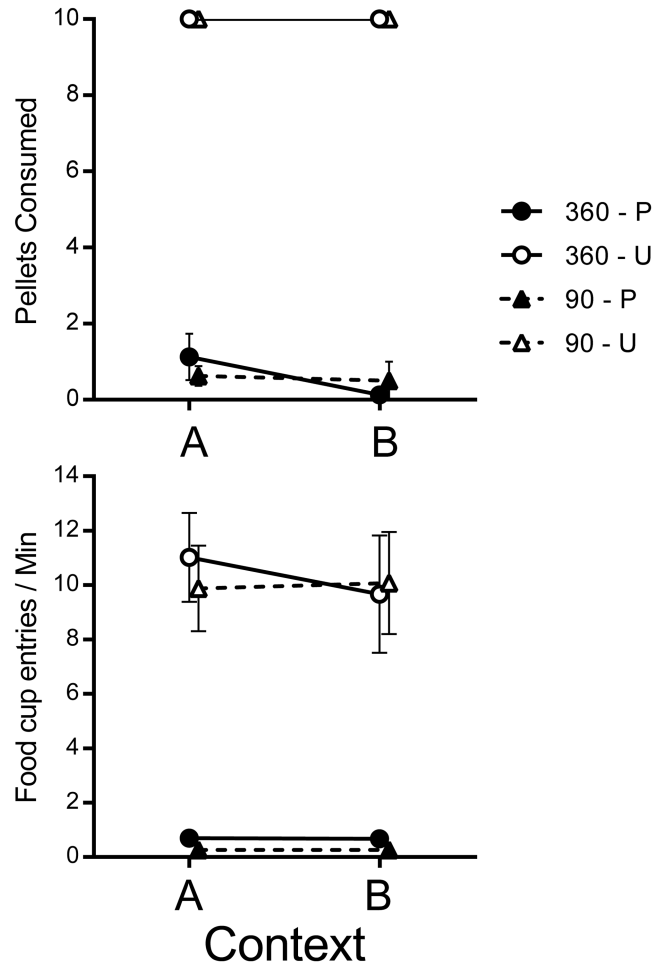 Pellets Consumed
10
8
6
4
2
0
A B
360 - P
360 - U
90 - P
90 - U
Food cup entries / Min
14
12
10
8
6
4
2
0
A B
Context